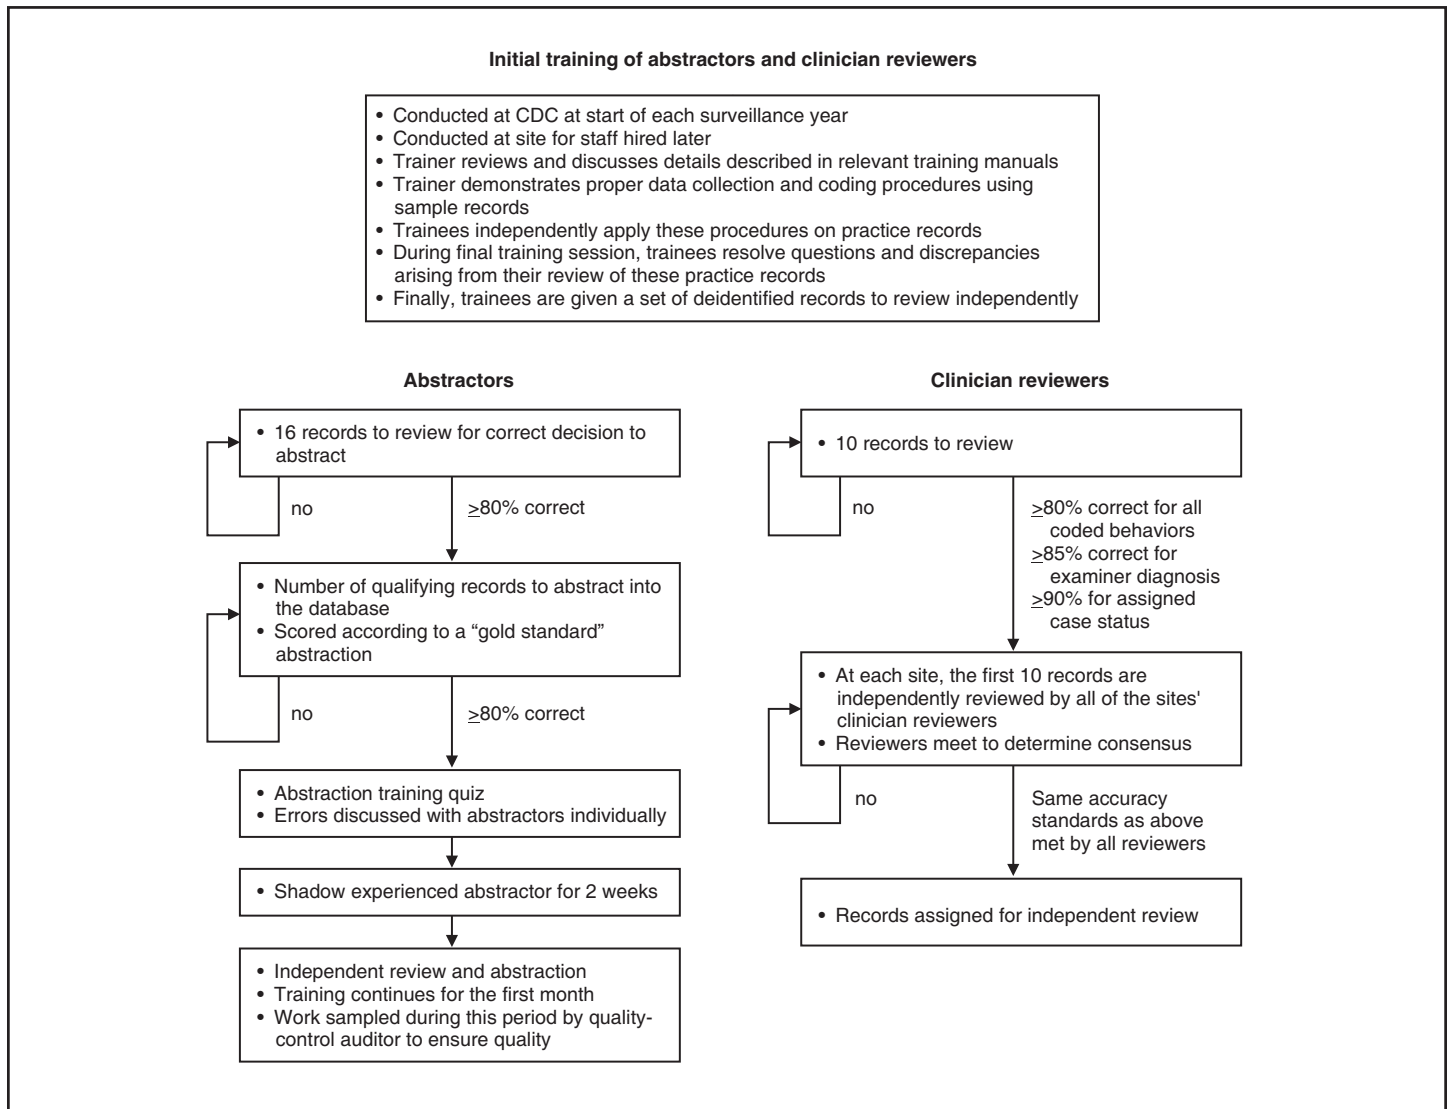 Initial training of abstractors and clinician reviewers
• Conducted at CDC at start of each surveillance year
• Conducted at site for staff hired later
• Trainer reviews and discusses details described in relevant training manuals
• Trainer demonstrates proper data collection and coding procedures using
sample records
• Trainees independently apply these procedures on practice records
• During final training session, trainees resolve questions and discrepancies
arising from their review of these practice records
• Finally, trainees are given a set of deidentified records to review independently
Abstractors
• 16 records to review for correct decision to
abstract
no
≥80% correct
• Number of qualifying records to abstract into
the database
• Scored according to a “gold standard”
abstraction
no
≥80% correct
• Abstraction training quiz
• Errors discussed with abstractors individually
• Shadow experienced abstractor for 2 weeks
• Independent review and abstraction
• Training continues for the first month
• Work sampled during this period by quality-
control auditor to ensure quality
Clinician reviewers
• 10 records to review
no
≥80% correct for all
coded behaviors
≥85% correct for
examiner diagnosis
≥90% for assigned
case status
• At each site, the first 10 records are
independently reviewed by all of the sites'
clinician reviewers
• Reviewers meet to determine consensus
no
Same accuracy
standards as above
met by all reviewers
• Records assigned for independent review